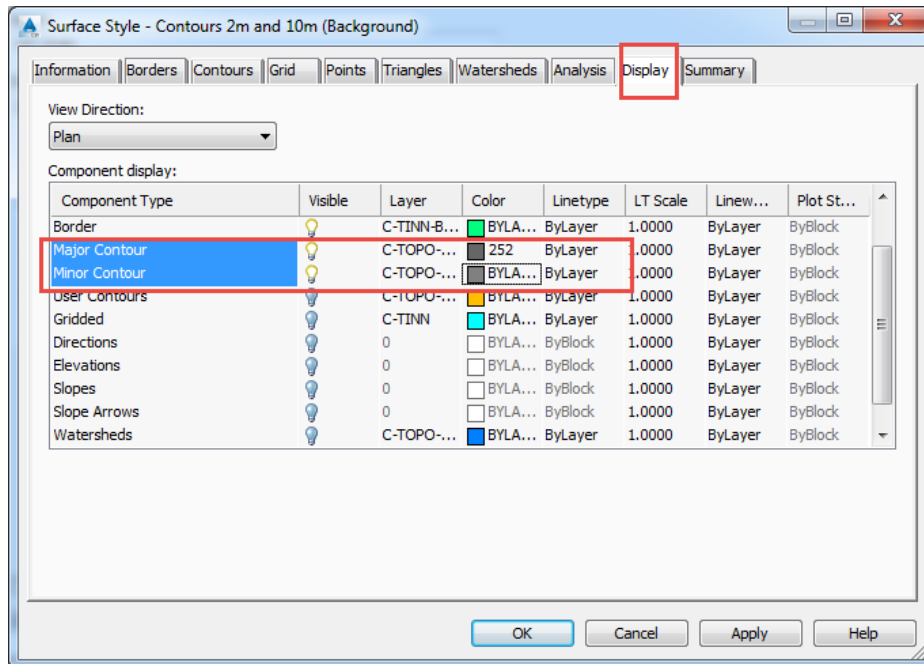 Surface Style - Contours 2m and 10m (Background)
Information Borders Contours Grid Points Triangles Watersheds Analysis Display Summary
View Direction:
Plan
Component display:
Component Type Visible Layer Color Linetype LT Scale Linew... Plot St...
Border C-TINN-B... BYLA... ByLayer 1.0000 ByLayer ByBlock
Major Contour C-TOPO-... 252 ByLayer 1.0000 ByLayer ByBlock
Minor Contour C-TOPO-... BYLA... ByLayer 1.0000 ByLayer ByBlock
User Contours C-TOPO-... BYLA... ByLayer 1.0000 ByLayer ByBlock
Gridded C-TINN BYLA... ByLayer 1.0000 ByLayer ByBlock
Directions 0 BYLA... ByBlock 1.0000 ByLayer ByBlock
Elevations 0 BYLA... ByBlock 1.0000 ByLayer ByBlock
Slopes 0 BYLA... ByBlock 1.0000 ByLayer ByBlock
Slope Arrows 0 BYLA... ByBlock 1.0000 ByLayer ByBlock
Watersheds C-TOPO-... BYLA... ByLayer 1.0000 ByLayer ByBlock
OK Cancel Apply Help